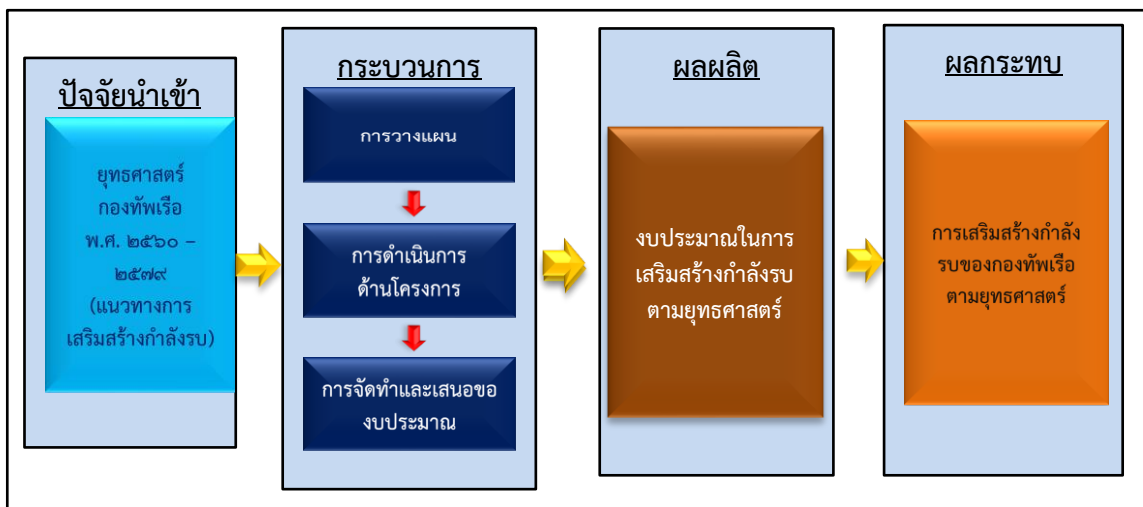 ปัจจัยนำเข้า
ยุทธศาสตร์
กองทัพเรือ
พ.ศ. ๒๕๖๐ –
๒๕๗๙
(แนวทางการ
เสริมสร้างกำลังรบ)
กระบวนการ
การวางแผน
การดำเนินการ
ด้านโครงการ
การจัดทำและเสนอขอ
งบประมาณ
ผลผลิต
งบประมาณในการ
เสริมสร้างกำลังรบ
ตามยุทธศาสตร์
ผลกระทบ
การเสริมสร้างกำลัง
รบของกองทัพเรือ
ตามยุทธศาสตร์